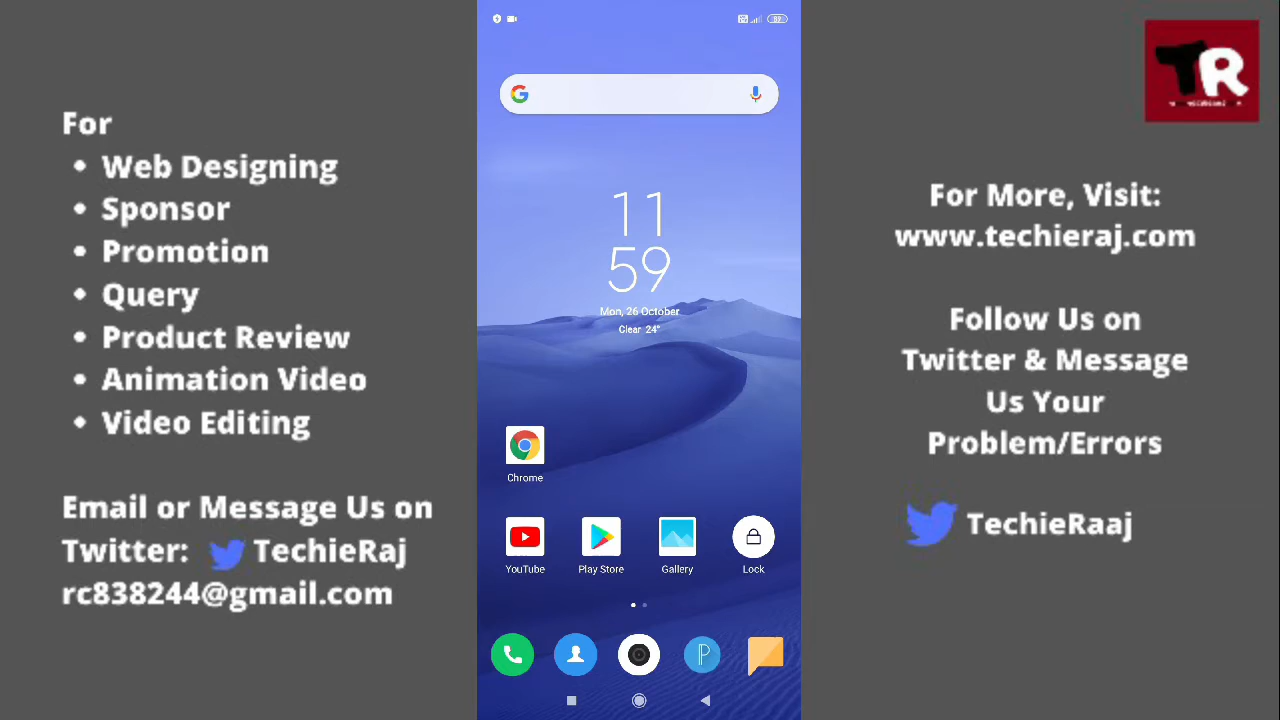 For
• Web Designing
• Sponsor
• Promotion
• Query
• Product Review
• Animation Video
• Video Editing
Email or Message Us on
Twitter: TechieRaj
rc838244@gmail.com
89
11
59
Mon, 26 October
Clear 24°
Chrome
YouTube
Play Store
Gallery
Lock
TR
For More, Visit:
www.techieraj.com
Follow Us on
Twitter & Message
Us Your
Problem/Errors
TechieRaaj